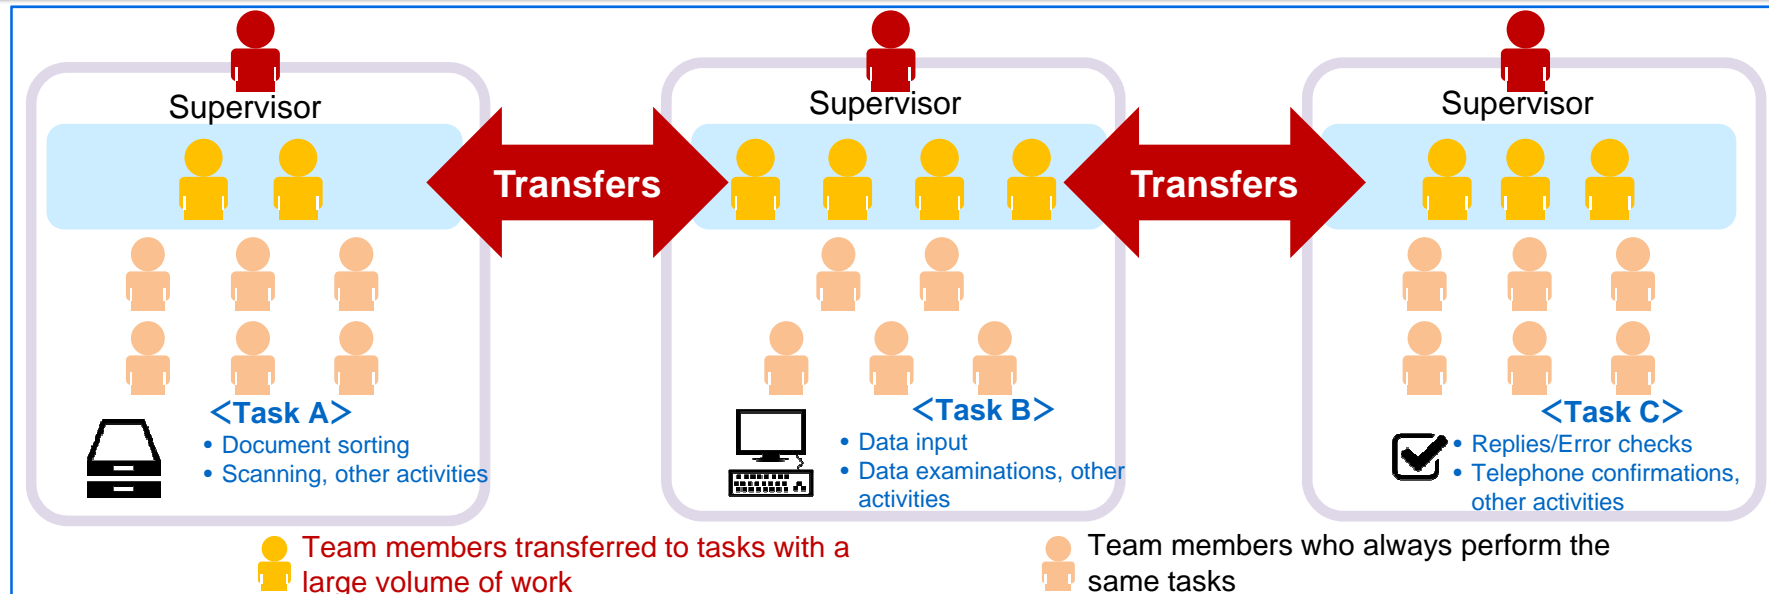 Supervisor
Supervisor
Supervisor
Transfers
Transfers
<Task A>
• Document sorting
• Scanning, other activities
<Task B>
• Data input
• Data examinations, other
activities
<Task C>
• Replies/Error checks
• Telephone confirmations,
other activities
Team members transferred to tasks with a
large volume of work
Team members who always perform the
same tasks